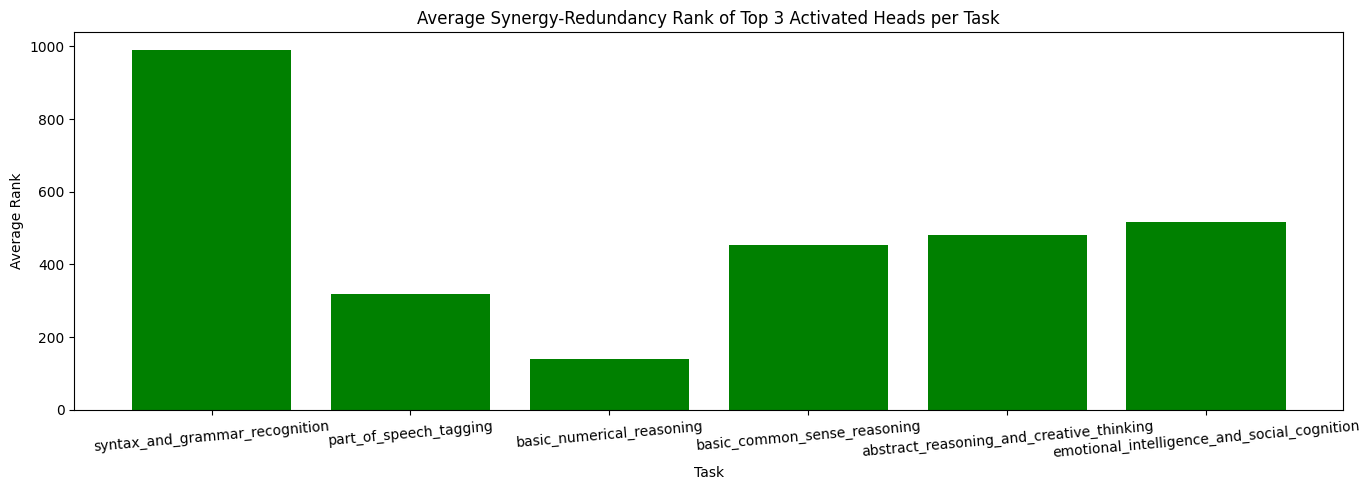 Average Synergy-Redundancy Rank of Top 3 Activated Heads per Task
Average Rank
1000
800
600
400
200
0
syntax_and_grammar_recognition
part_of_speech_tagging
basic_numerical_reasoning
basic_common_sense_reasoning
abstract_reasoning_and_creative_thinking
emotional_intelligence_and_social_cognition
Task